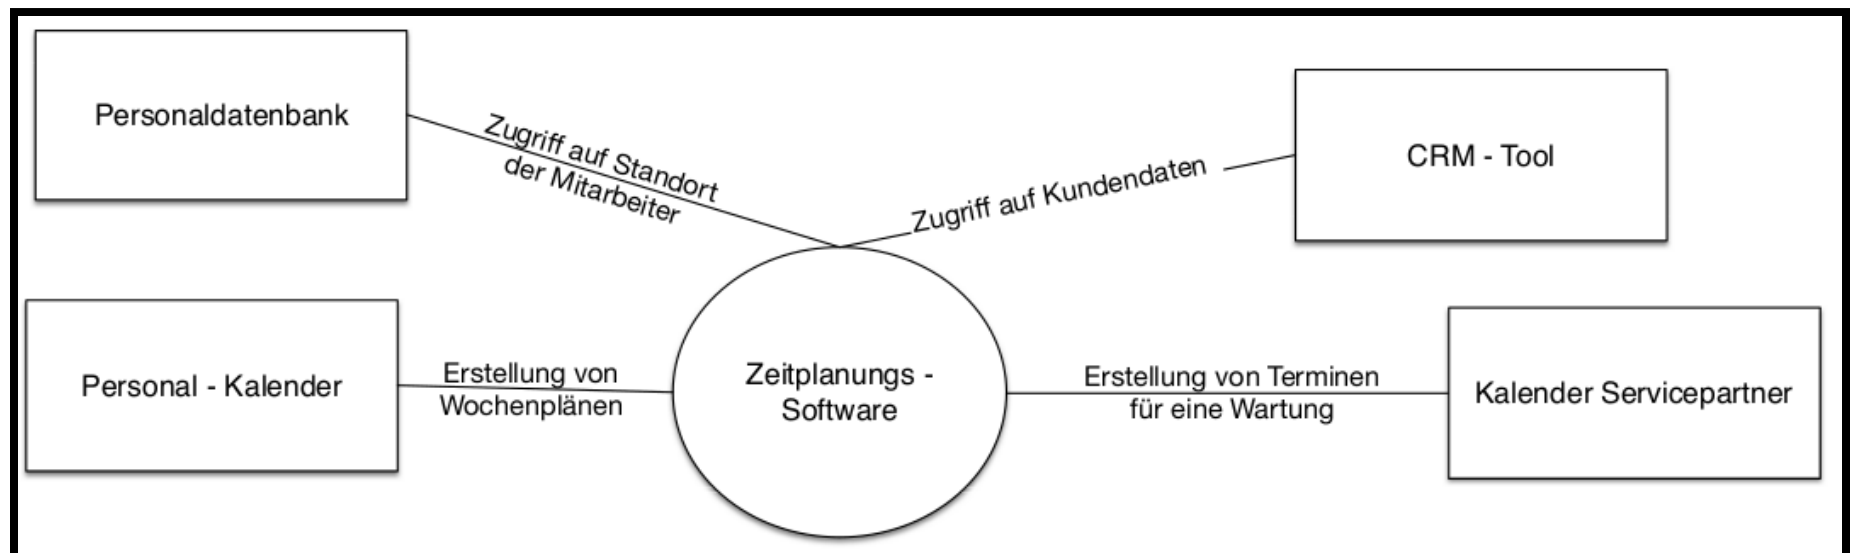 Personaldatenbank
Zugriff auf Standort
der Mitarbeiter
Zugriff auf Kundendaten
CRM - Tool
Personal - Kalender
Erstellung von
Wochenplänen
Zeitplanungs -
Software
Erstellung von Terminen
für eine Wartung
Kalender Servicepartner